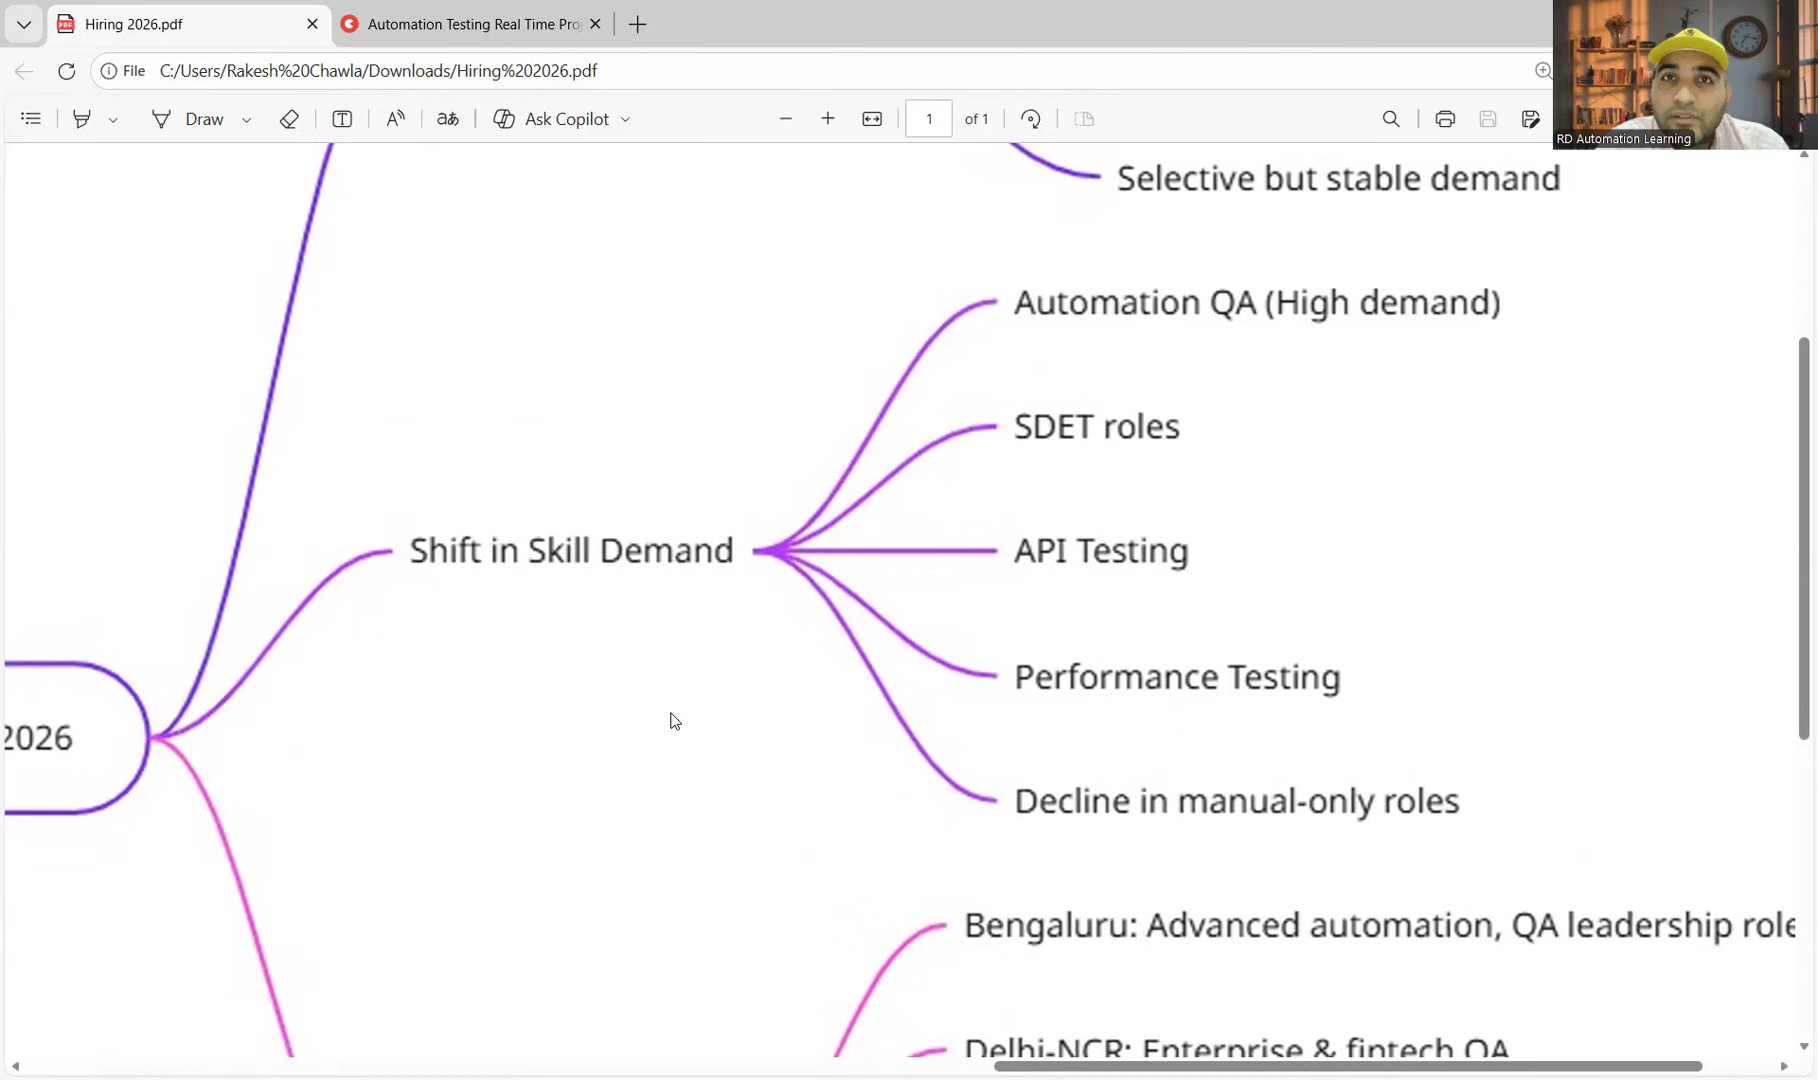 Hiring 2026.pdf
Automation Testing Real Time Proj
File
C:/Users/Rakesh%20Chawla/Downloads/Hiring%202026.pdf
Draw
Ask Copilot
1
of 1
RD Automation Learning
Selective but stable demand
Automation QA (High demand)
SDET roles
Shift in Skill Demand
API Testing
Performance Testing
2026
Decline in manual-only roles
Bengaluru: Advanced automation, QA leadership role
Delhi-NCR: Enterprise & fintech QA